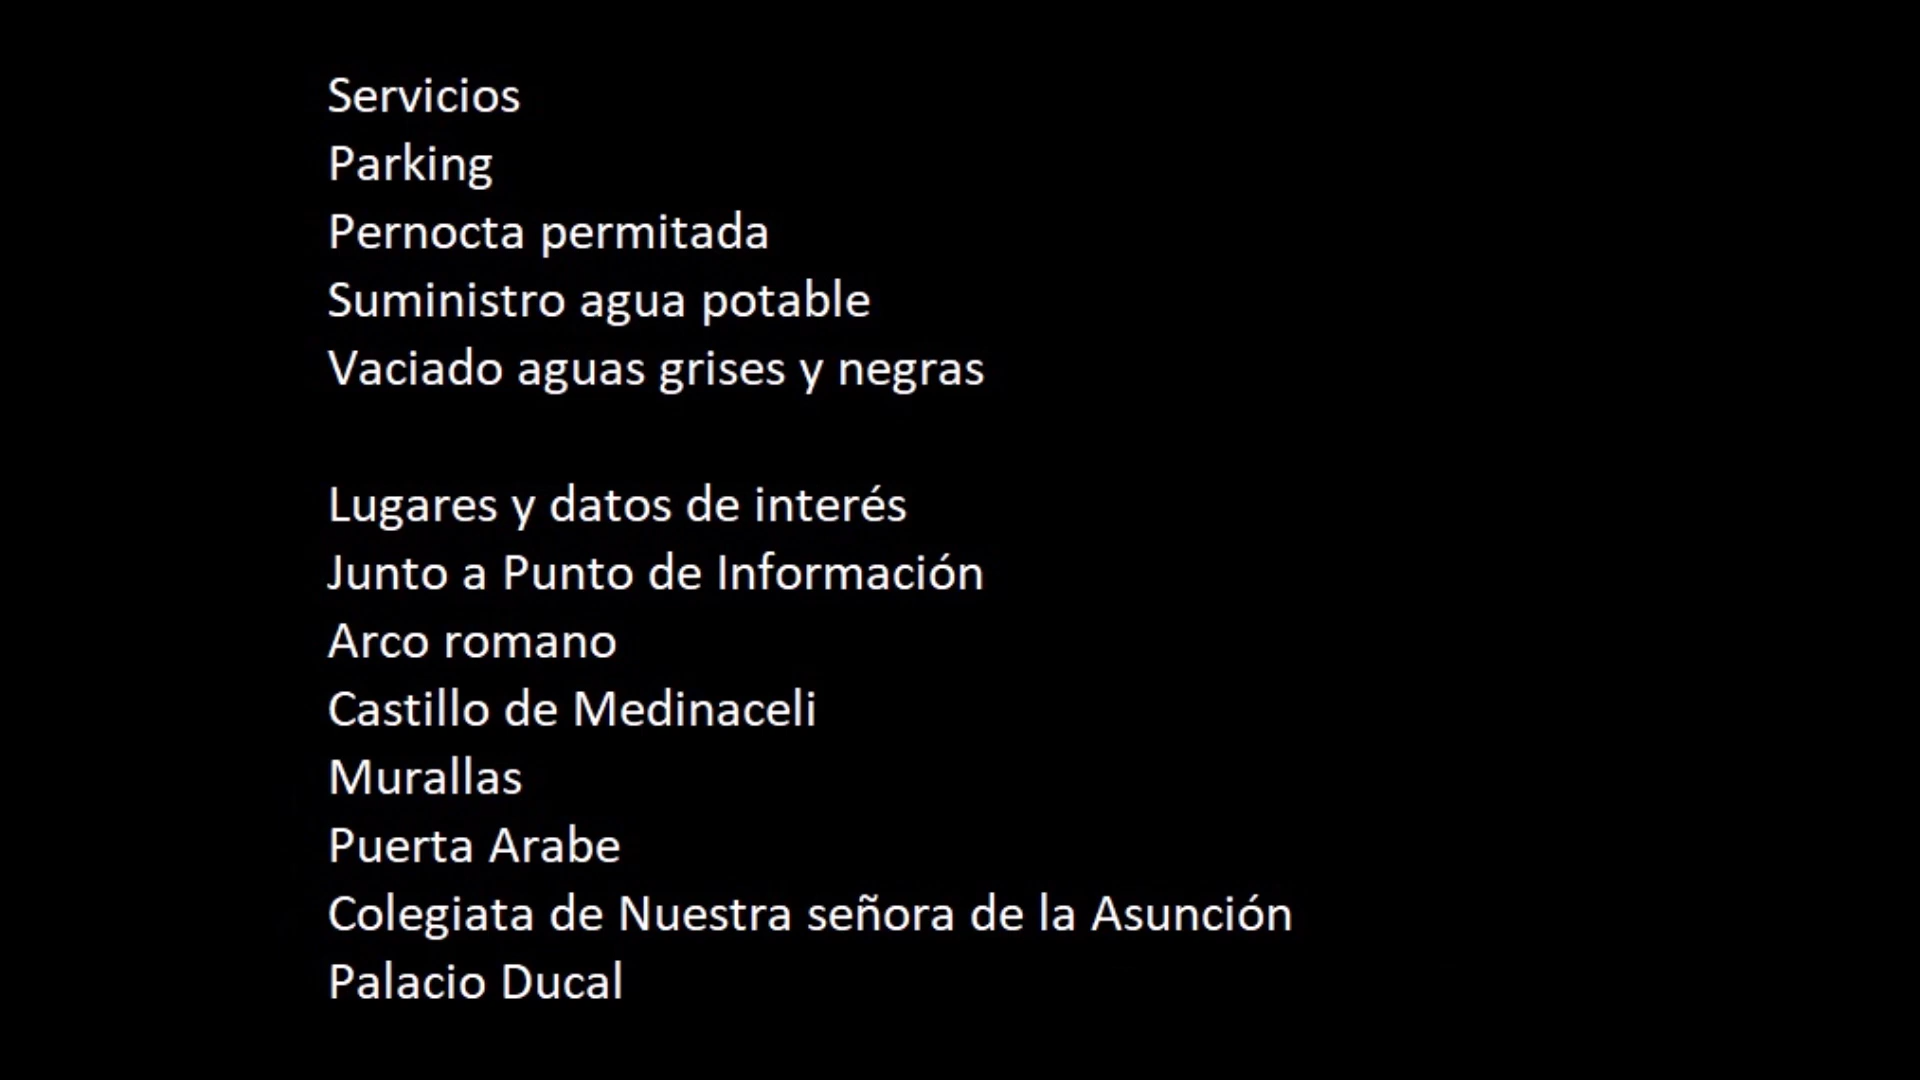 Servicios
Parking
Pernocta permitada
Suministro agua potable
Vaciado aguas grises y negras
Lugares y datos de interés
Junto a Punto de Información
Arco romano
Castillo de Medinaceli
Murallas
Puerta Arabe
Colegiata de Nuestra señora de la Asunción
Palacio Ducal